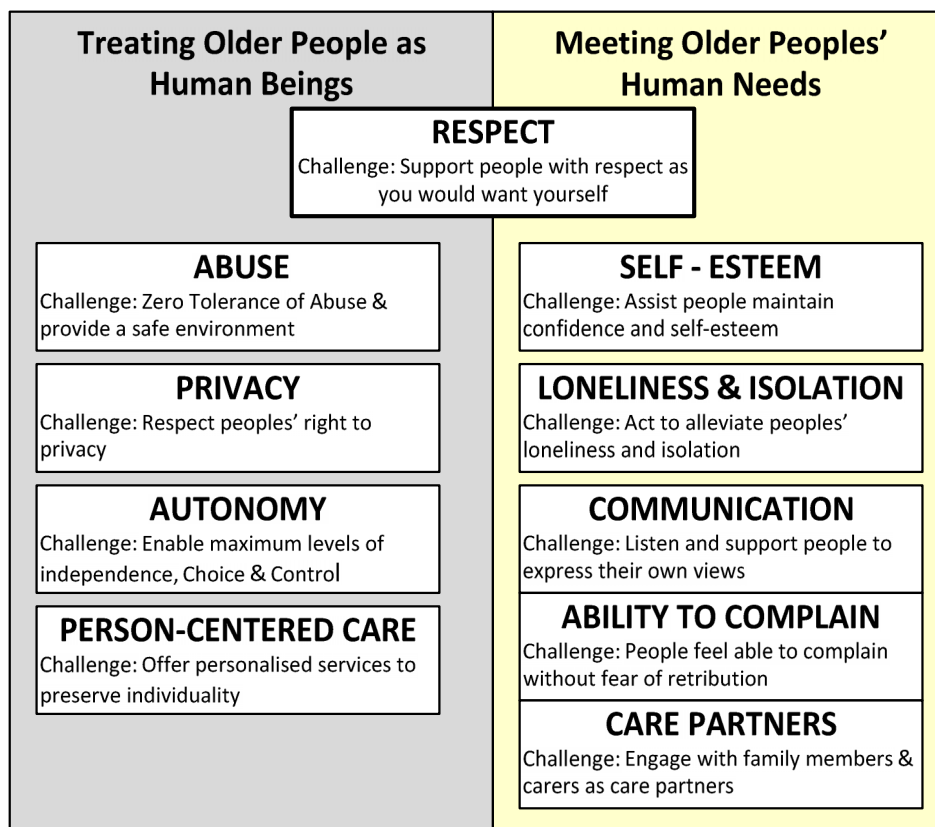 Treating Older People as
Human Beings
Meeting Older Peoples’
Human Needs
RESPECT
Challenge: Support people with respect as
you would want yourself
ABUSE
Challenge: Zero Tolerance of Abuse &
provide a safe environment
PRIVACY
Challenge: Respect peoples’ right to
privacy
AUTONOMY
Challenge: Enable maximum levels of
independence, Choice & Control
PERSON-CENTERED CARE
Challenge: Offer personalised services to
preserve individuality
SELF - ESTEEM
Challenge: Assist people maintain
confidence and self-esteem
LONELINESS & ISOLATION
Challenge: Act to alleviate peoples’
loneliness and isolation
COMMUNICATION
Challenge: Listen and support people to
express their own views
ABILITY TO COMPLAIN
Challenge: People feel able to complain
without fear of retribution
CARE PARTNERS
Challenge: Engage with family members &
carers as care partners